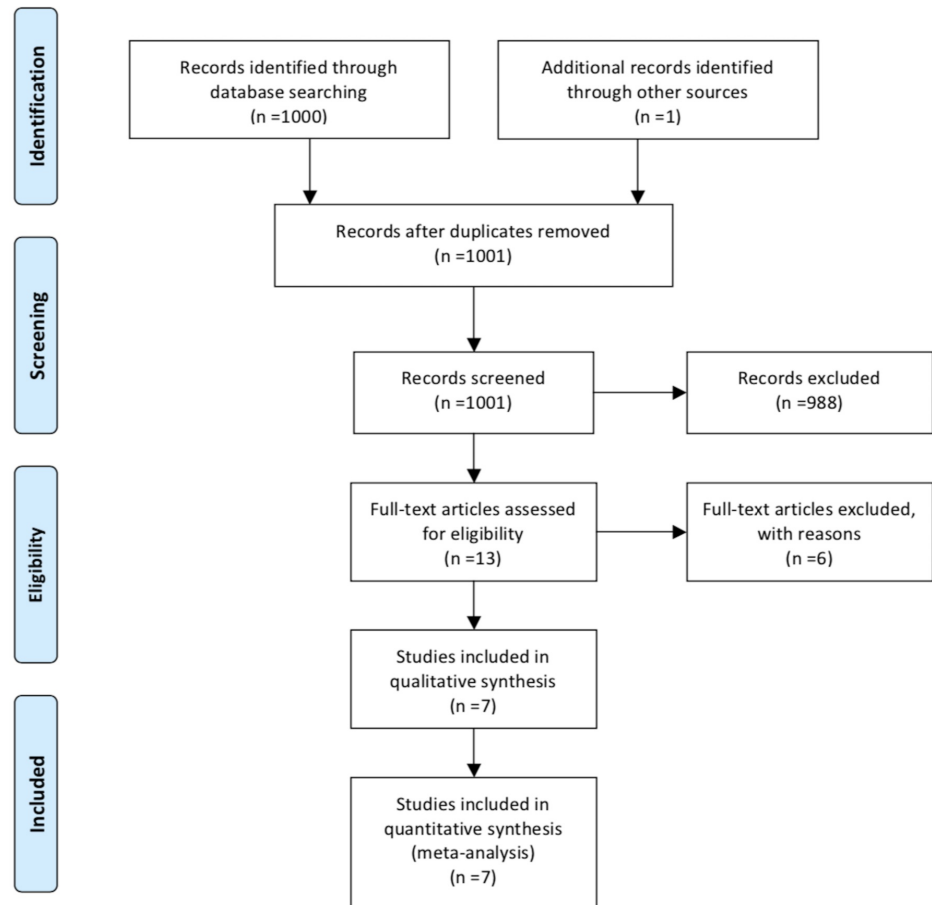 Identification
Records identified through
database searching
(n =1000)
Additional records identified
through other sources
(n =1)
Records after duplicates removed
(n =1001)
Screening
Records screened
(n =1001)
Records excluded
(n =988)
Eligibility
Full-text articles assessed
for eligibility
(n =13)
Full-text articles excluded,
with reasons
(n =6)
Studies included in
qualitative synthesis
(n =7)
Included
Studies included in
quantitative synthesis
(meta-analysis)
(n =7)